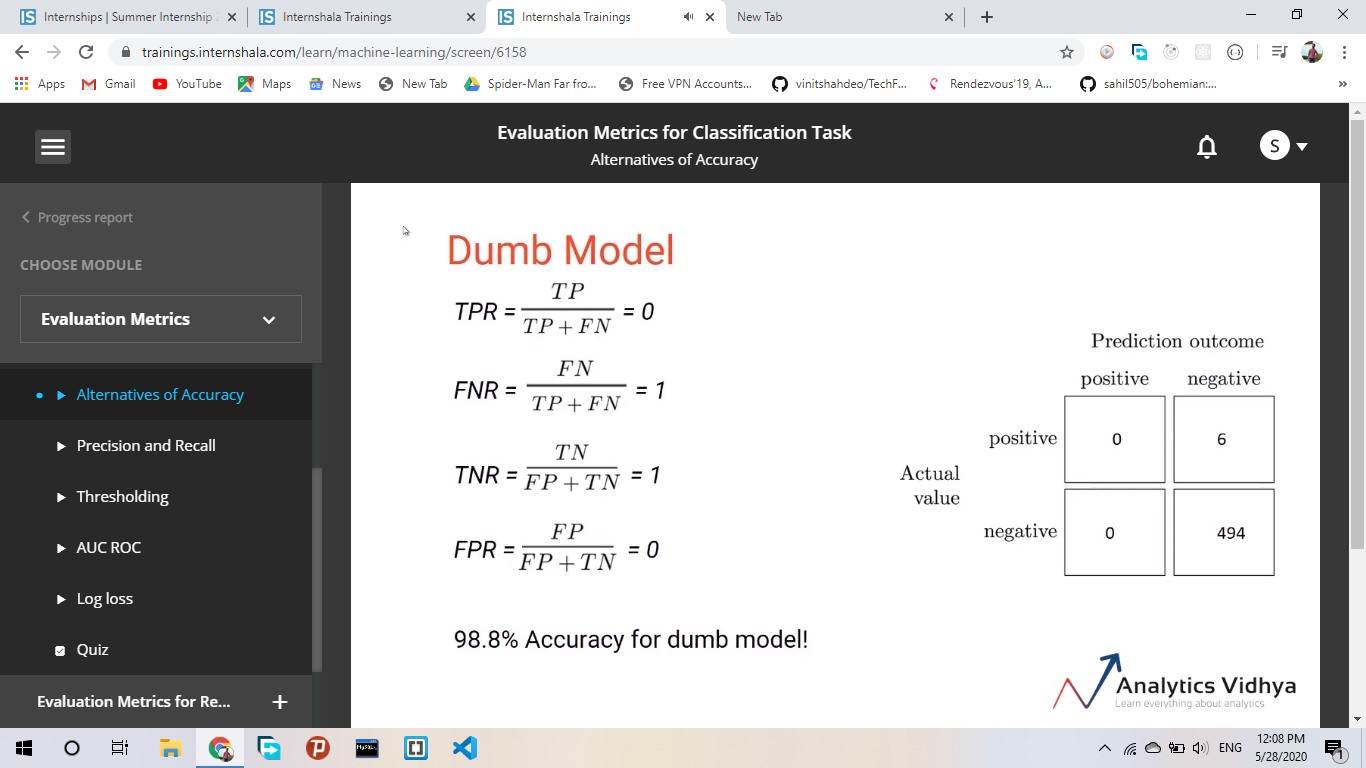 Internships | Summer Internship
Internshala Trainings
Internshala Trainings
New Tab
trainings.internshala.com/learn/machine-learning/screen/6158
Apps
Gmail
YouTube
Maps
News
New Tab
Spider-Man Far fro...
Free VPN Accounts...
vinitshahdeo/TechF...
Rendezvous'19, A...
sahil505/bohemian:...
»
Evaluation Metrics for Classification Task
Alternatives of Accuracy
S
Progress report
CHOOSE MODULE
Evaluation Metrics
Alternatives of Accuracy
Precision and Recall
Thresholding
AUC ROC
Log loss
Quiz
Evaluation Metrics for Re... +
Dumb Model
TPR = TP / TP + FN = 0
FNR = FN / TP + FN = 1
TNR = TN / FP + TN = 1
FPR = FP / FP + TN = 0
98.8% Accuracy for dumb model!
Prediction outcome
positive negative
positive 0 6
Actual
value
negative 0 494
Analytics Vidhya
Learn everything about analytics
ENG
12:08 PM
5/28/2020
1